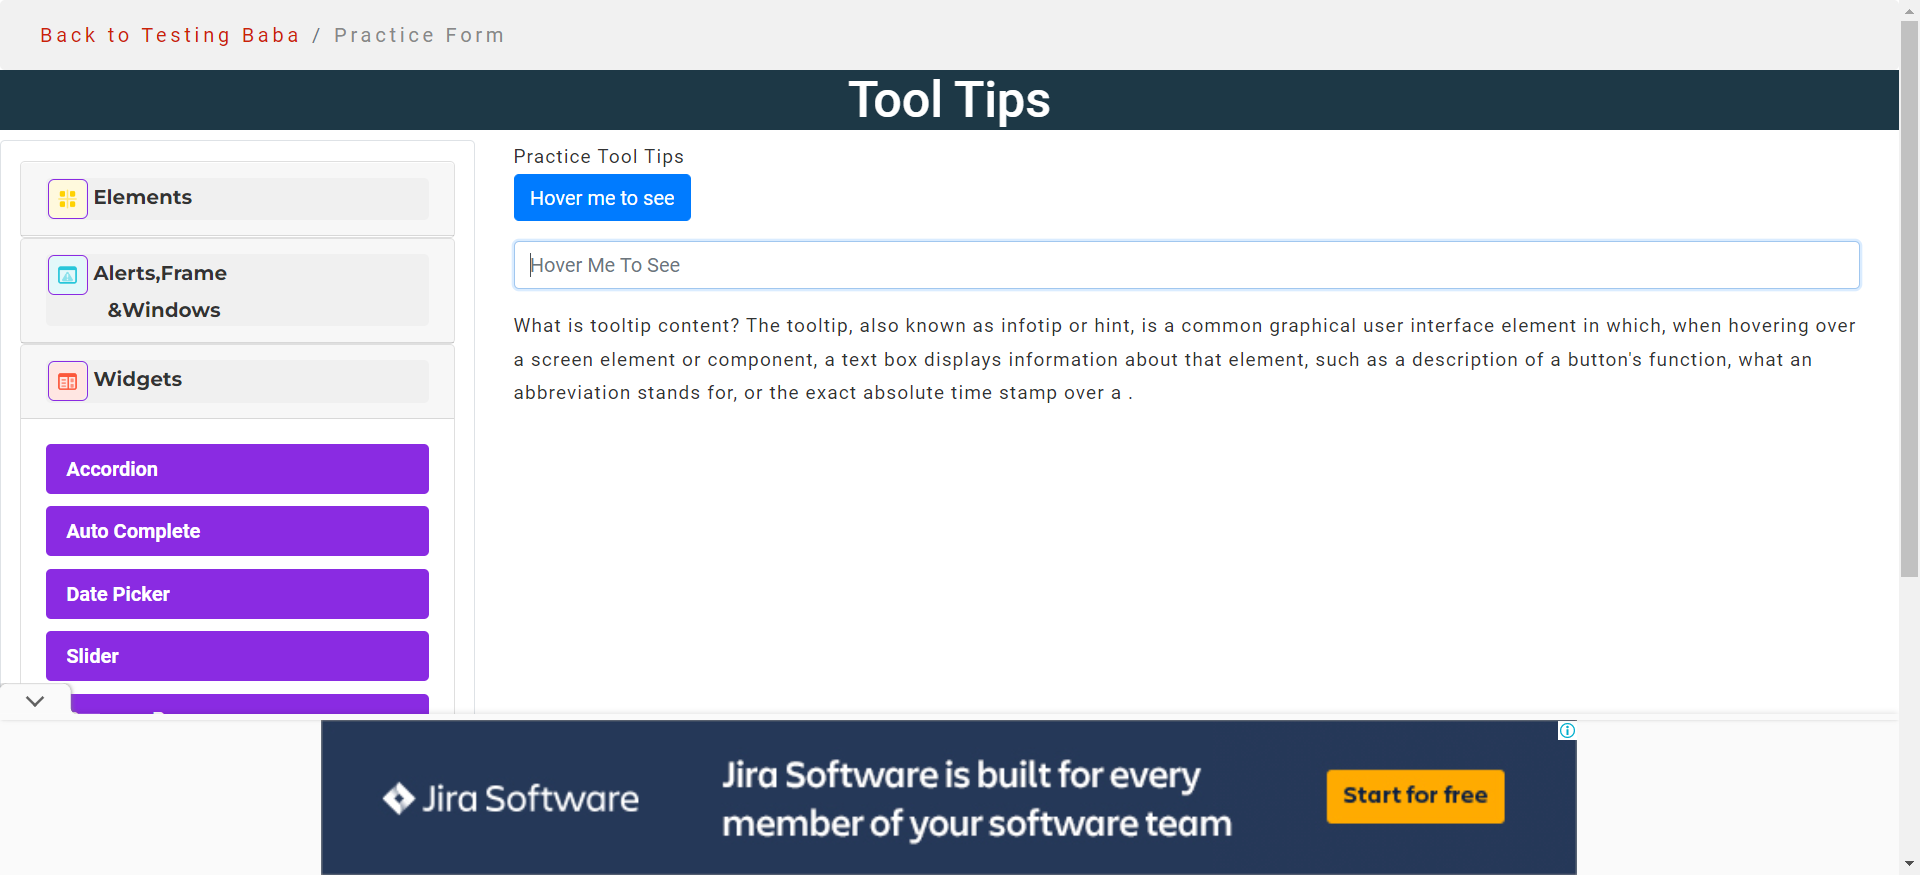 Back to Testing Baba / Practice Form
Tool Tips
Elements
Alerts,Frame
&Windows
Widgets
Accordion
Auto Complete
Date Picker
Slider
Practice Tool Tips
Hover me to see
Hover Me To See
What is tooltip content? The tooltip, also known as infotip or hint, is a common graphical user interface element in which, when hovering over
a screen element or component, a text box displays information about that element, such as a description of a button's function, what an
abbreviation stands for, or the exact absolute time stamp over a .
Jira Software
Jira Software is built for every
member of your software team
Start for free